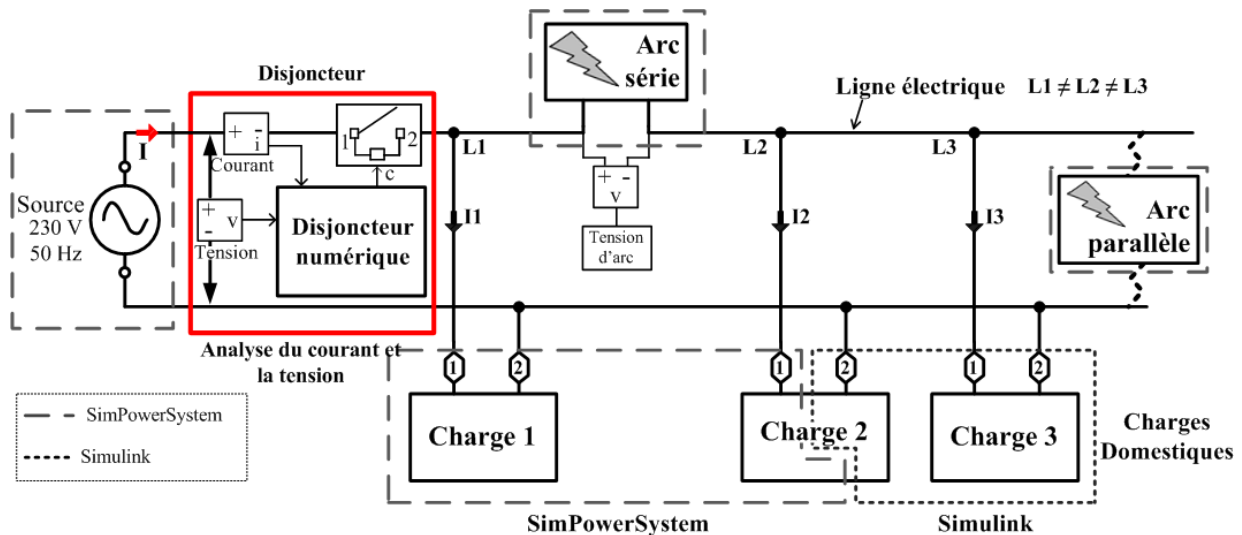 Disjoncteur
Arc
série
Ligne électrique
L1 ≠ L2 ≠ L3
I
+ -
i
Courant
1
2
c
L1
L2
L3
Source
230 V
50 Hz
+
-
v
Tension
Disjoncteur
numérique
I1
+ -
v
Tension
d'arc
I2
I3
Arc
parallèle
Analyse du courant et
la tension
1
2
1
2
1
2
SimPowerSystem
Simulink
Charge 1
Charge 2
Charge 3
Charges
Domestiques
SimPowerSystem
Simulink